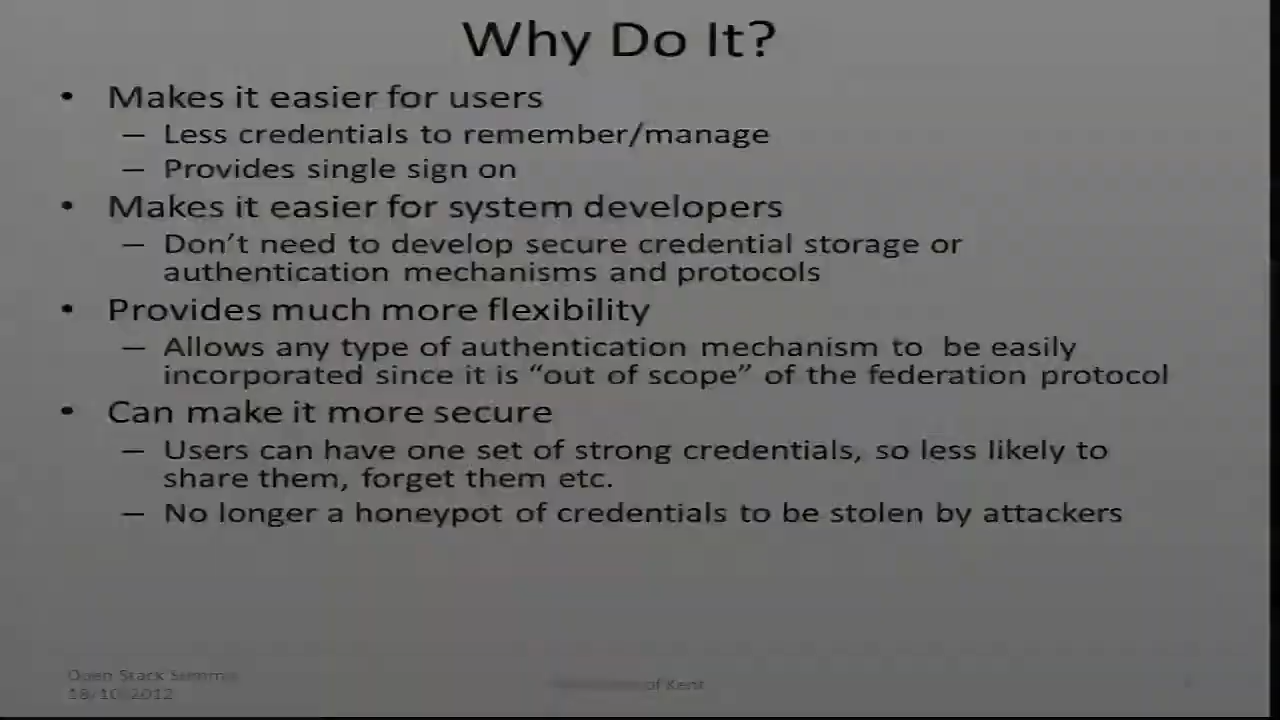 Why Do It?
• Makes it easier for users
– Less credentials to remember/manage
– Provides single sign on
• Makes it easier for system developers
– Don’t need to develop secure credential storage or
authentication mechanisms and protocols
• Provides much more flexibility
– Allows any type of authentication mechanism to be easily
incorporated since it is “out of scope” of the federation protocol
• Can make it more secure
– Users can have one set of strong credentials, so less likely to
share them, forget them etc.
– No longer a honeypot of credentials to be stolen by attackers
Open Stack Summit
18/10/2012
of Kent